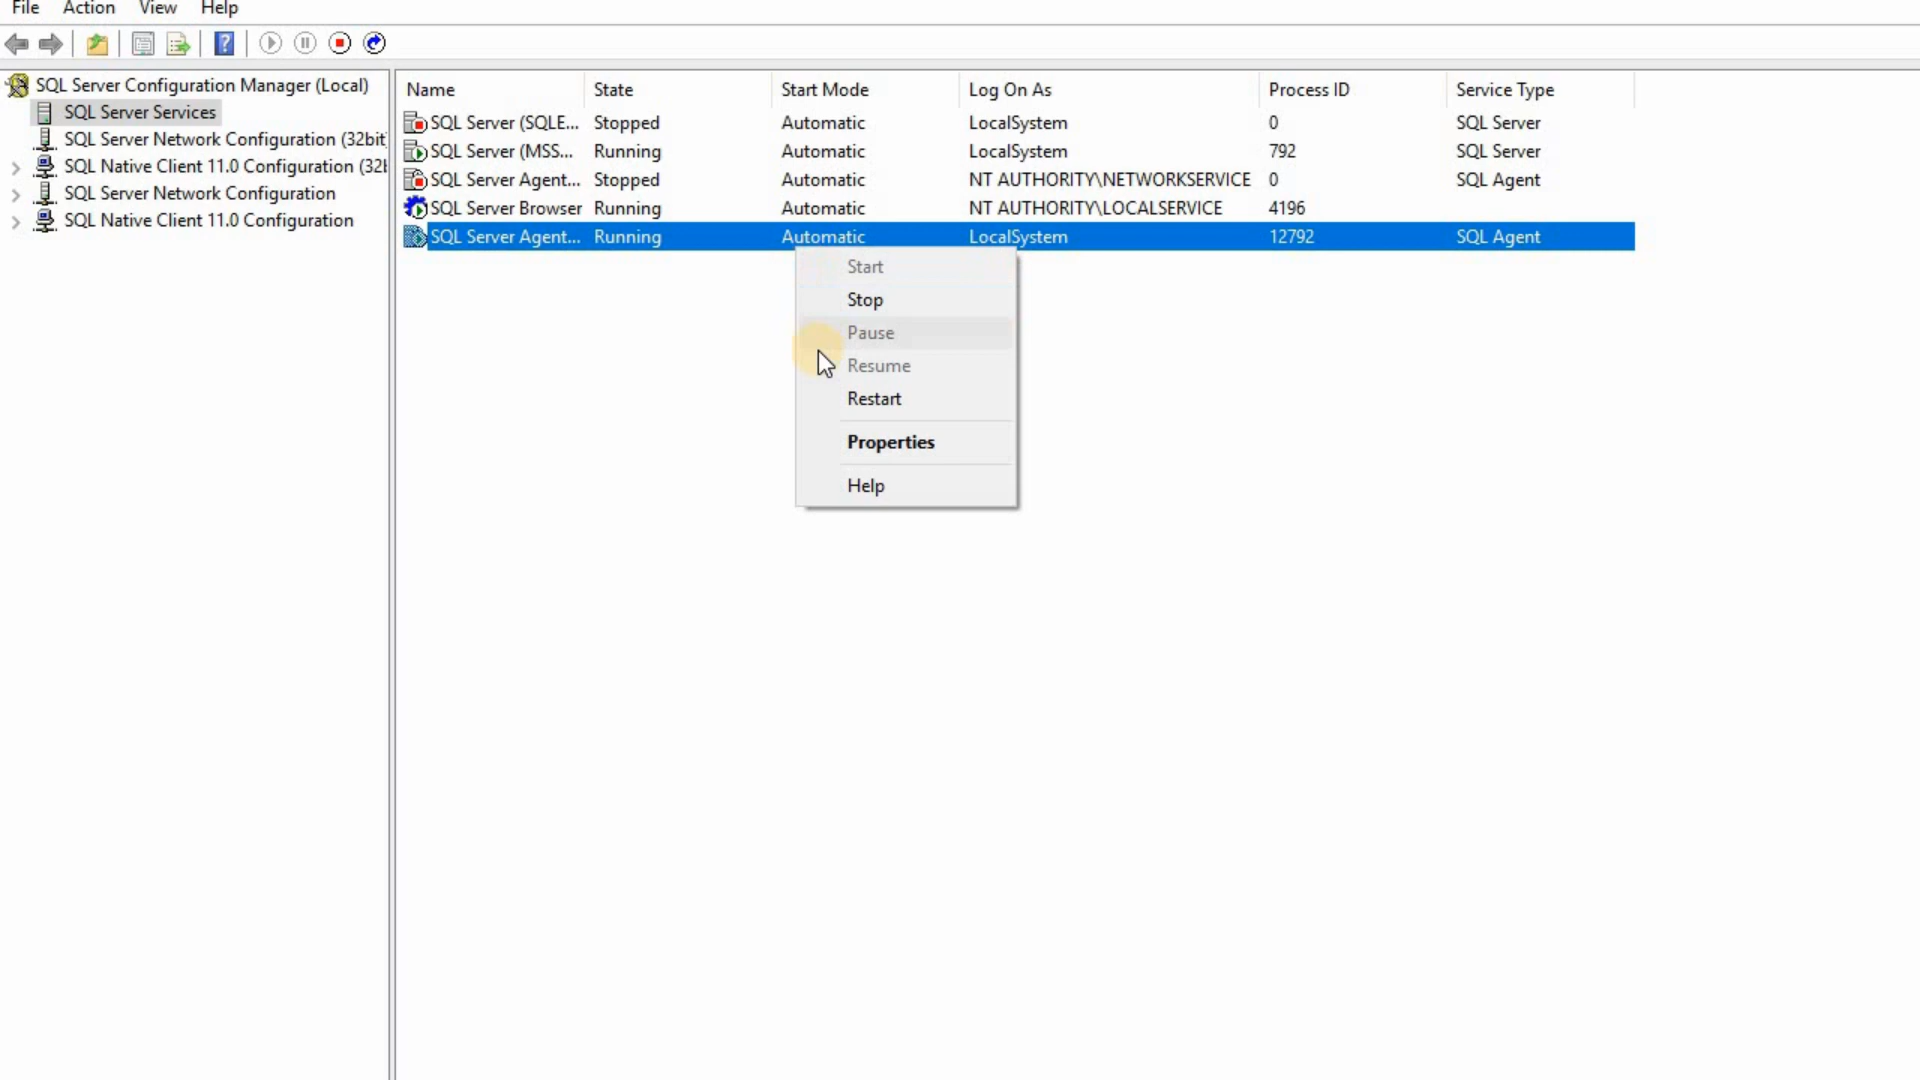 File Action View Help
SQL Server Configuration Manager (Local)
SQL Server Services
SQL Server Network Configuration (32bit
SQL Native Client 11.0 Configuration (32b
SQL Server Network Configuration
SQL Native Client 11.0 Configuration
Name State Start Mode Log On As Process ID Service Type
SQL Server (SQLE... Stopped Automatic LocalSystem 0 SQL Server
SQL Server (MSS... Running Automatic LocalSystem 792 SQL Server
SQL Server Agent... Stopped Automatic NT AUTHORITY\NETWORKSERVICE 0 SQL Agent
SQL Server Browser Running Automatic NT AUTHORITY\LOCALSERVICE 4196
SQL Server Agent... Running Automatic LocalSystem 12792 SQL Agent
Start
Stop
Pause
Resume
Restart
Properties
Help